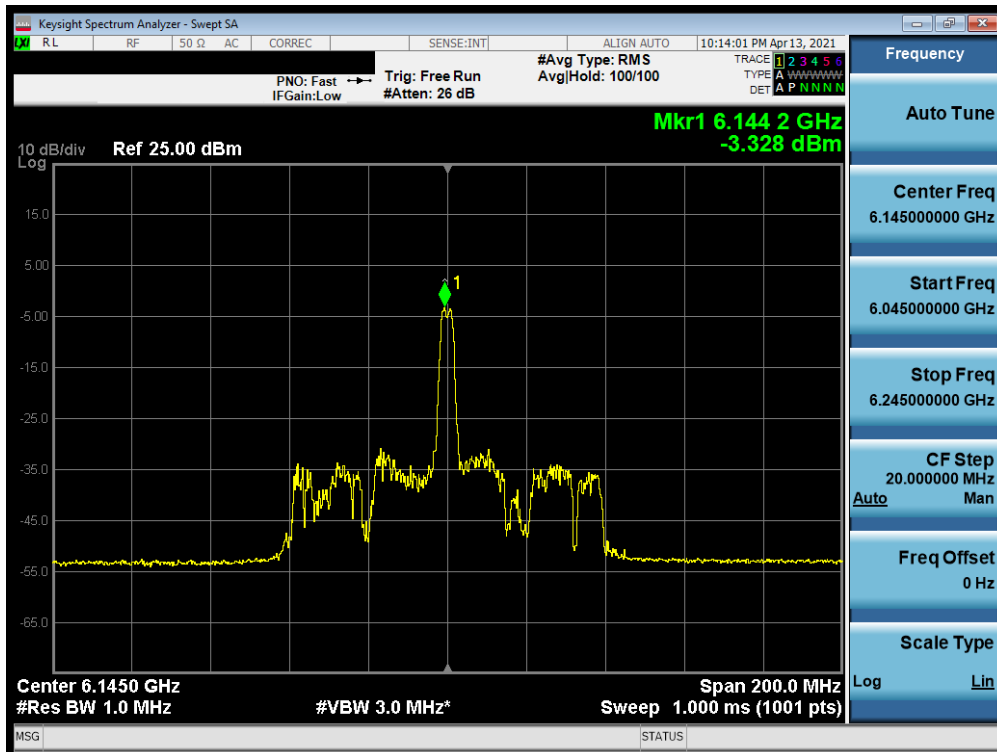 Keysight Spectrum Analyzer - Swept SA
LXI RL RF 50 Ω AC CORREC SENSE:INT ALIGN AUTO 10:14:01 PM Apr 13, 2021
PNO: Fast
IFGain:Low
Trig: Free Run
#Atten: 26 dB
#Avg Type: RMS
Avg|Hold: 100/100
TRACE 1 2 3 4 5 6
TYPE A WWWWW
DET A P N N N N
Mkr1 6.144 2 GHz
-3.328 dBm
10 dB/div Ref 25.00 dBm
Log
15.0
5.00
-5.00
-15.0
-25.0
-35.0
-45.0
-55.0
-65.0
1
Center 6.1450 GHz Span 200.0 MHz
#Res BW 1.0 MHz #VBW 3.0 MHz* Sweep 1.000 ms (1001 pts)
MSG STATUS
Frequency
Auto Tune
Center Freq
6.145000000 GHz
Start Freq
6.045000000 GHz
Stop Freq
6.245000000 GHz
CF Step
20.000000 MHz
Auto Man
Freq Offset
0 Hz
Scale Type
Log Lin